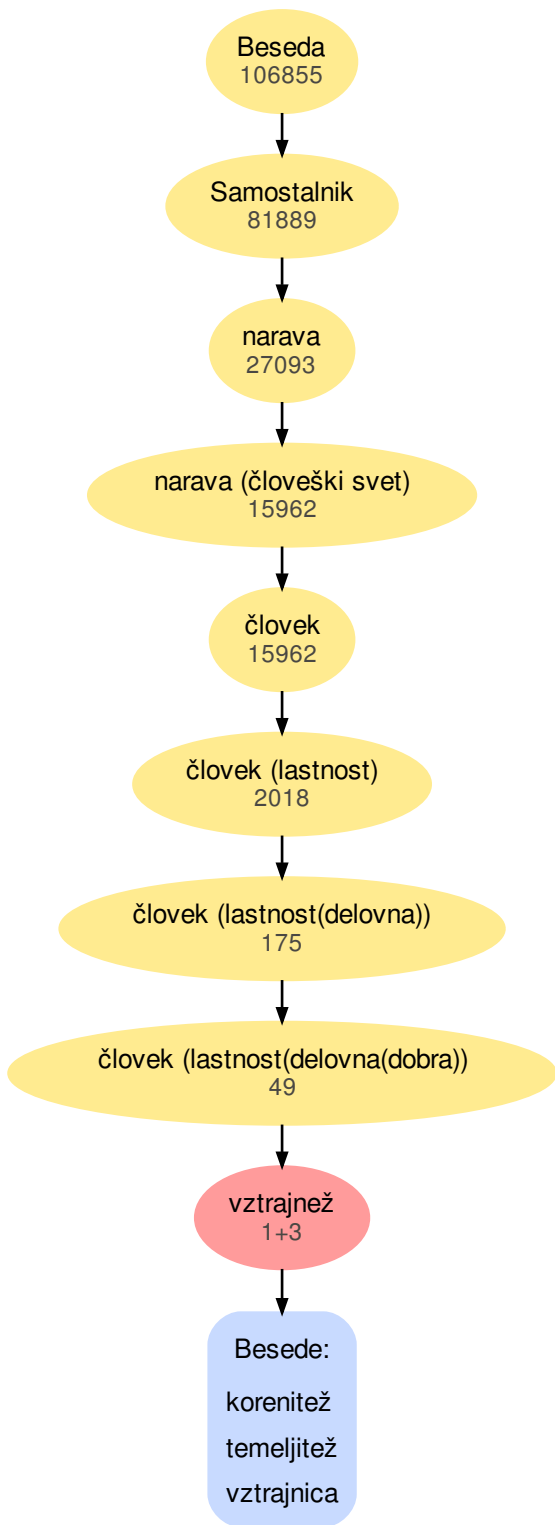 Beseda
106855
Samostalnik
81889
narava
27093
narava (človeški svet)
15962
človek
15962
človek (lastnost)
2018
človek (lastnost(delovna))
175
človek (lastnost(delovna(dobra))
49
vztrajnež
1+3
Besede:
korenitež
temeljitež
vztrajnica